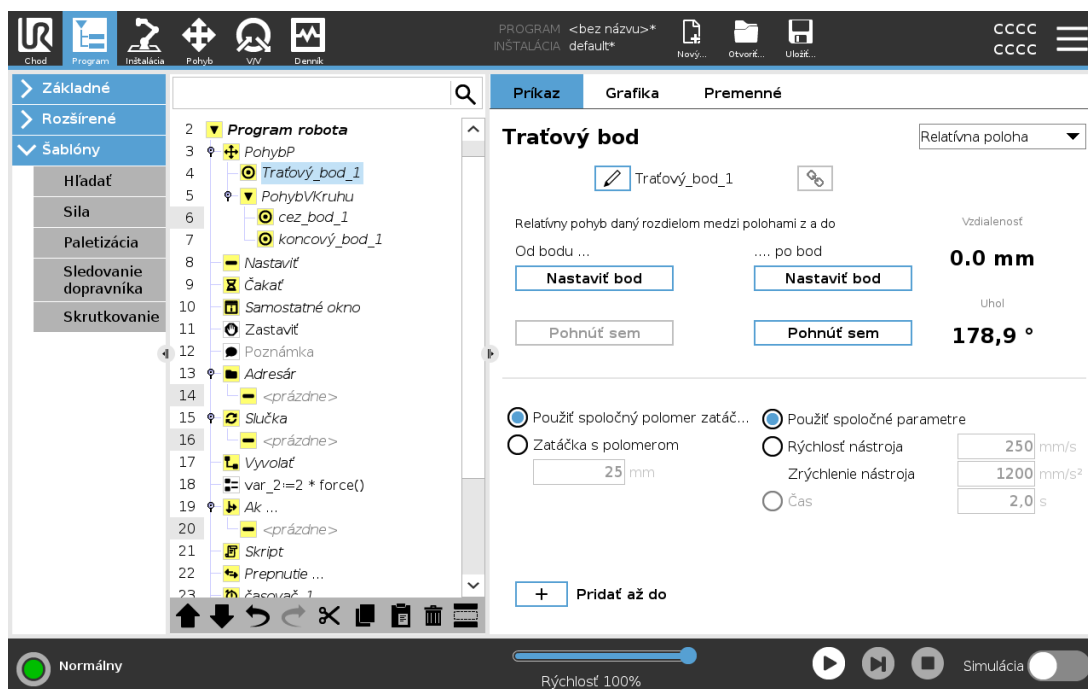 UR
Chod
Program
Inštalácia
Pohyb
V/V
Denník
PROGRAM <bez názvu>*
INŠTALÁCIA default*
Nový...
Otvoriť...
Uložiť...
CCCC
CCCC
Základné
Rozšírené
Šablóny
Hľadať
Sila
Paletizácia
Sledovanie
dopravníka
Skrutkovanie
2 Program robota
3 PohybP
4 Traťový_bod_1
5 PohybVKruhu
6 cez_bod_1
7 koncový_bod_1
8 Nastaviť
9 Čakať
10 Samostatné okno
11 Zastaviť
12 Poznámka
13 Adresár
14 <prázdne>
15 Slučka
16 <prázdne>
17 Vyvolať
18 var_2:=2 * force()
19 Ak ...
20 <prázdne>
21 Skript
22 Prepnutie ...
23 časovač_1
Príkaz
Grafika
Premenné
Traťový bod
Relatívna poloha
Traťový_bod_1
Relatívny pohyb daný rozdielom medzi polohami z a do
Vzdialenosť
Od bodu ...
.... po bod
0.0 mm
Nastaviť bod
Nastaviť bod
Uhol
Pohnúť sem
Pohnúť sem
178,9 °
Použiť spoločný polomer zatáč...
Zatáčka s polomerom
25 mm
Použiť spoločné parametre
Rýchlosť nástroja
250 mm/s
Zrýchlenie nástroja
1200 mm/s²
Čas
2,0 s
+ Pridať až do
Normálny
Rýchlosť 100%
Simulácia